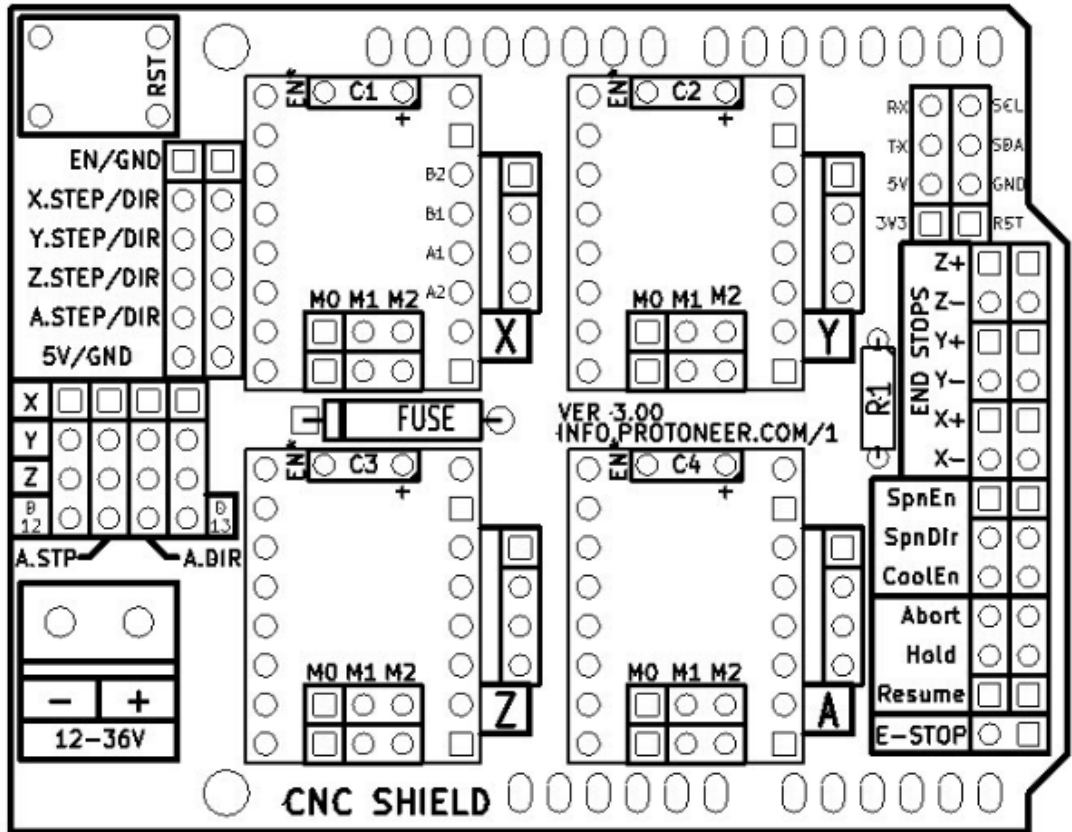 RST
EN/GND
X.STEP/DIR
Y.STEP/DIR
Z.STEP/DIR
A.STEP/DIR
5V/GND
X
Y
Z
D
12
D
13
A.STP
A.DIR
- +
12-36V
EN*
C1
+
B2
B1
A1
A2
M0 M1 M2
X
EN*
C2
+
M0 M1 M2
Y
FUSE
VER 3.00
INFO.PROTONEER.COM/1
R1
EN*
C3
+
M0 M1 M2
Z
EN*
C4
+
M0 M1 M2
A
RX SCL
TX SDA
5V GND
3V3 RST
END STOPS
Z+
Z-
Y+
Y-
X+
X-
SpnEn
SpnDir
CoolEn
Abort
Hold
Resume
E-STOP
CNC SHIELD